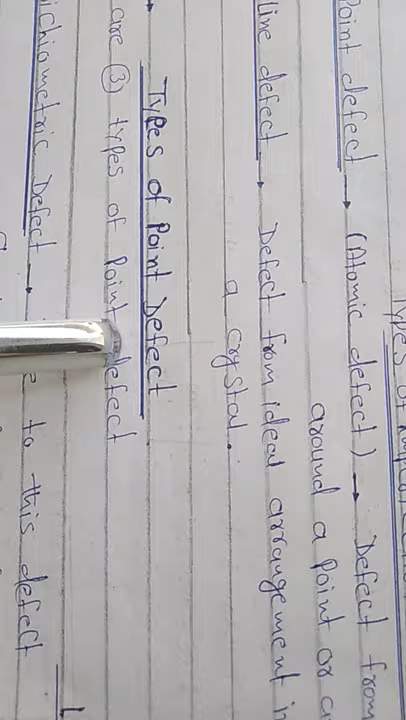 Types of
Point defect → (Atomic defect) → Defect from
around a point or a
line defect → Defect from ideal arrangement in
a crystal.
Types of Point Defect
are ③ types of Point defect
ichiometric Defect → e to this defect